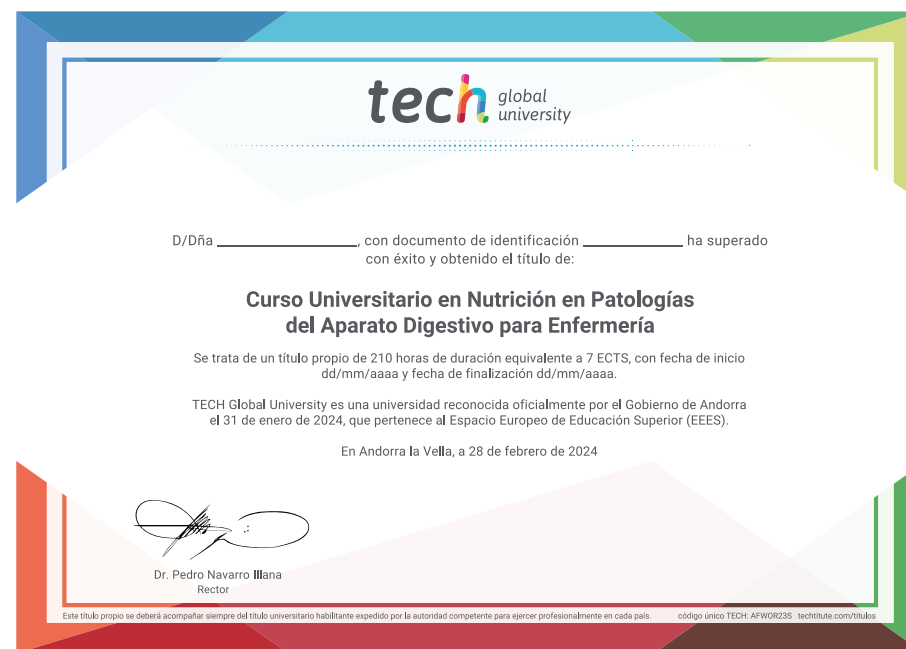 tech global university
D/Dña ____________, con documento de identificación ____________ ha superado
con éxito y obtenido el título de:
Curso Universitario en Nutrición en Patologías
del Aparato Digestivo para Enfermería
Se trata de un título propio de 210 horas de duración equivalente a 7 ECTS, con fecha de inicio
dd/mm/aaaa y fecha de finalización dd/mm/aaaa.
TECH Global University es una universidad reconocida oficialmente por el Gobierno de Andorra
el 31 de enero de 2024, que pertenece al Espacio Europeo de Educación Superior (EEES).
En Andorra la Vella, a 28 de febrero de 2024
Dr. Pedro Navarro Illana
Rector
Este título propio se deberá acompañar siempre del título universitario habilitante expedido por la autoridad competente para ejercer profesionalmente en cada país. código único TECH: AFWOR23S techtitute.com/titulos